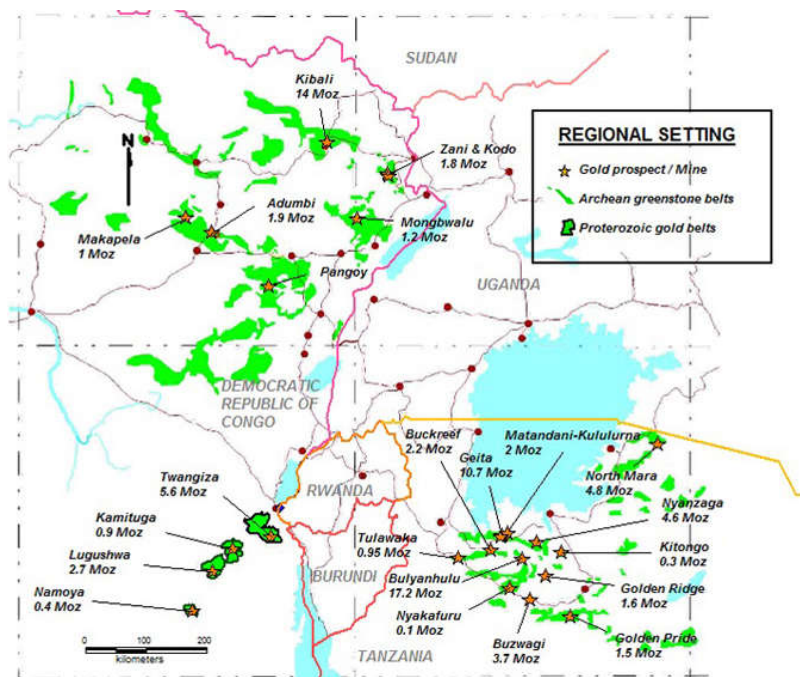 SUDAN
Kibali
14 Moz
REGIONAL SETTING
Gold prospect / Mine
Archean greenstone belts
Proterozoic gold belts
N
Zani & Kodo
1.8 Moz
Adumbi
1.9 Moz
Makapela
1 Moz
Mongbwalu
1.2 Moz
Pangoy
UGANDA
DEMOCRATIC
REPUBLIC OF
CONGO
Buckreef
2.2 Moz
Matandani-Kululurna
2 Moz
Geita
10.7 Moz
North Mara
4.8 Moz
Twangiza
5.6 Moz
RWANDA
Nyanzaga
4.6 Moz
Kamituga
0.9 Moz
Tulawaka
0.95 Moz
Kitongo
0.3 Moz
Lugushwa
2.7 Moz
BURUNDI
Bulyanhulu
17.2 Moz
Golden Ridge
1.6 Moz
Namoya
0.4 Moz
Nyakafuru
0.1 Moz
Buzwagi
3.7 Moz
Golden Pride
1.5 Moz
0 100 200
kilometers
TANZANIA